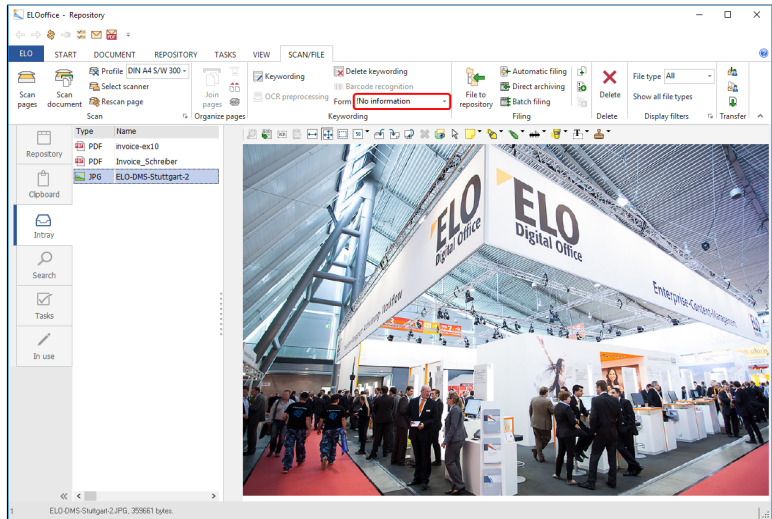 ELOoffice - Repository
ELO START DOCUMENT REPOSITORY TASKS VIEW SCAN/FILE
Scan pages
Scan document
Profile DIN A4 S/W 300
Select scanner
Rescan page
Scan
Join pages
Organize pages
Keywording
OCR preprocessing
Delete keywording
Barcode recognition
Form !No information
Keywording
File to repository
Automatic filing
Direct archiving
Batch filing
Filing
Delete
Delete
File type All
Show all file types
Display filters
Transfer
Repository
Clipboard
Intray
Search
Tasks
In use
Type Name
PDF invoice-ex10
PDF Invoice_Schreiber
JPG ELO-DMS-Stuttgart-2
ELO
Digital Office
ELO
Digital Office
Enterprise-Content-Management
1 ELO-DMS-Stuttgart-2.JPG, 359661 bytes.